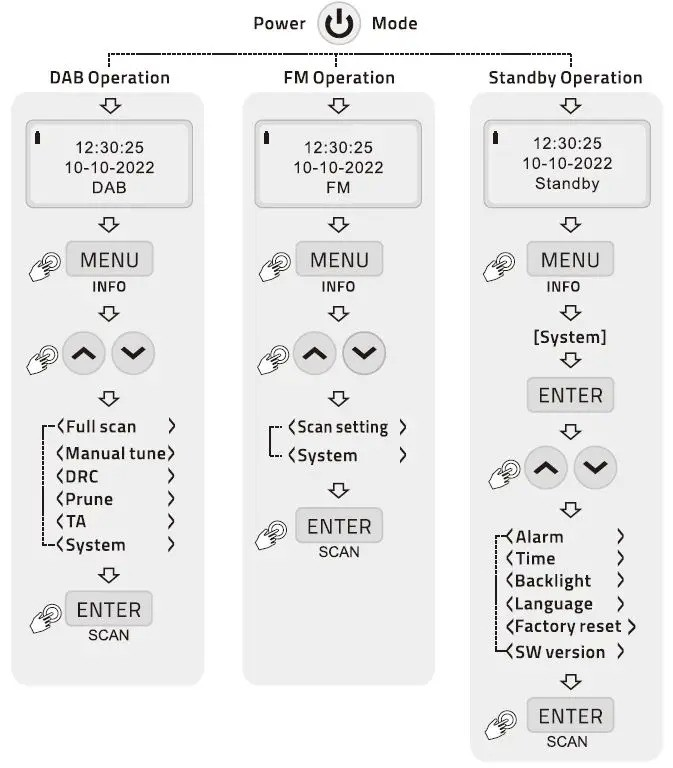 Power Mode
DAB Operation
12:30:25
10-10-2022
DAB
MENU
INFO
Full scan
Manual tune
DRC
Prune
TA
System
ENTER
SCAN
FM Operation
12:30:25
10-10-2022
FM
MENU
INFO
Scan setting
System
ENTER
SCAN
Standby Operation
12:30:25
10-10-2022
Standby
MENU
INFO
[System]
ENTER
Alarm
Time
Backlight
Language
Factory reset
SW version
ENTER
SCAN